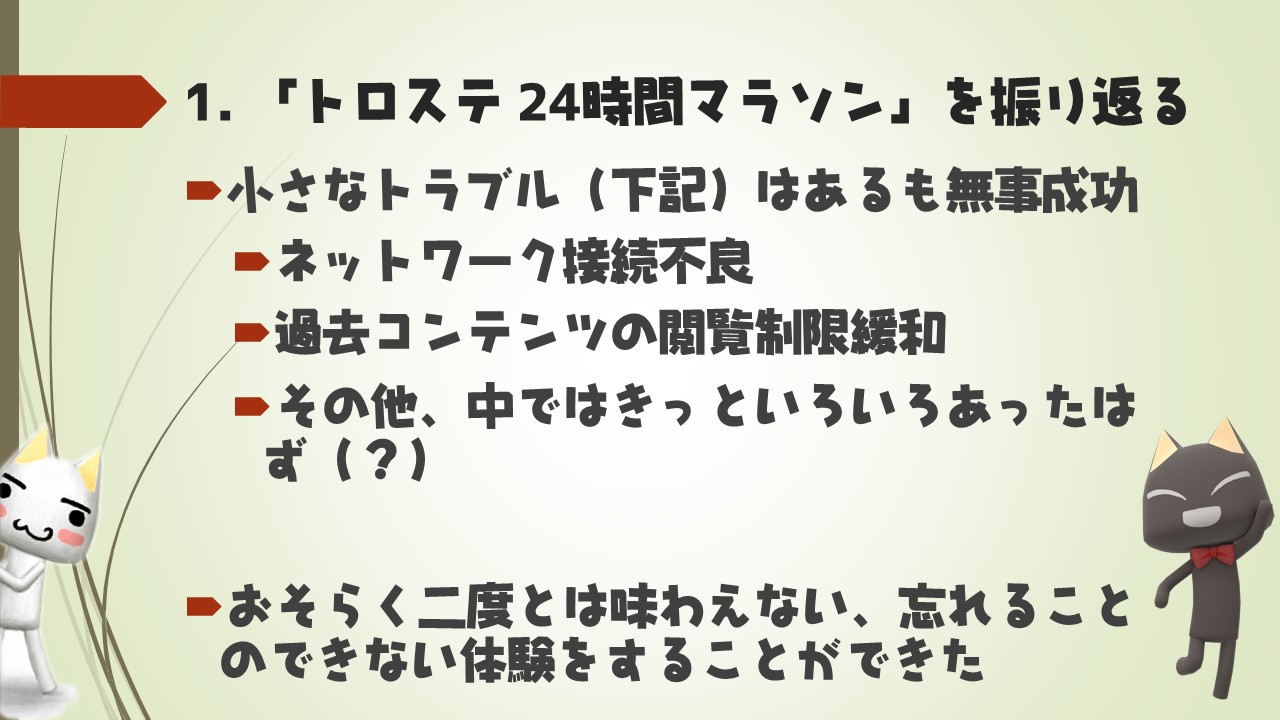 1. 「トロステ 24時間マラソン」を振り返る
小さなトラブル（下記）はあるも無事成功
ネットワーク接続不良
過去コンテンツの閲覧制限緩和
その他、中ではきっといろいろあったは
ず（？）
おそらく二度とは味わえない、忘れること
のできない体験をすることができた